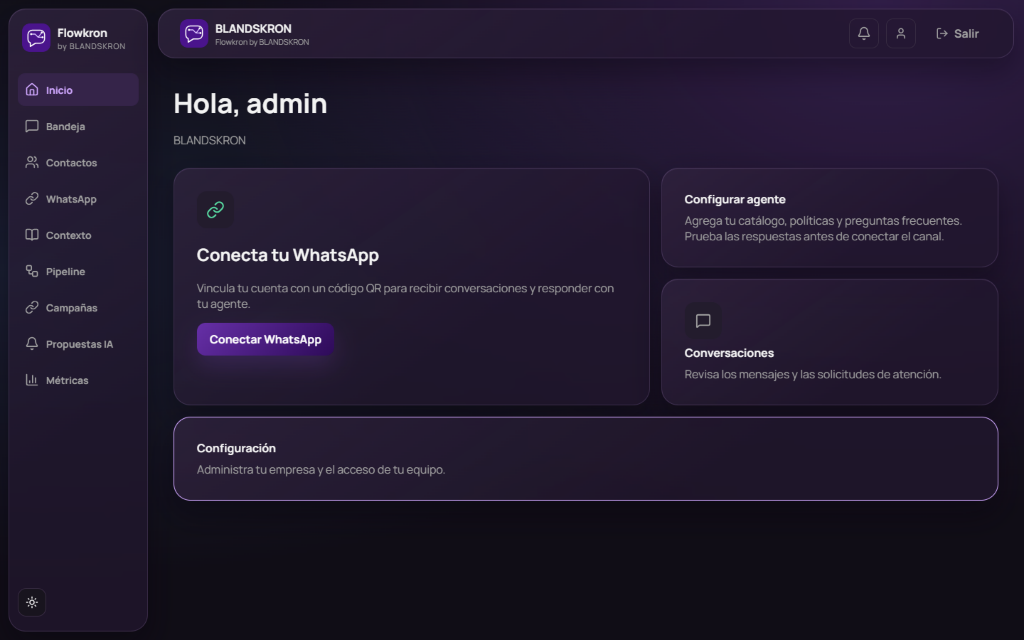 Flowkron
by BLANDSKRON
Inicio
Bandeja
Contactos
WhatsApp
Contexto
Pipeline
Campañas
Propuestas IA
Métricas
BLANDSKRON
Flowkron by BLANDSKRON
Salir
Hola, admin
BLANDSKRON
Conecta tu WhatsApp
Vincula tu cuenta con un código QR para recibir conversaciones y responder con
tu agente.
Conectar WhatsApp
Configurar agente
Agrega tu catálogo, políticas y preguntas frecuentes.
Prueba las respuestas antes de conectar el canal.
Conversaciones
Revisa los mensajes y las solicitudes de atención.
Configuración
Administra tu empresa y el acceso de tu equipo.